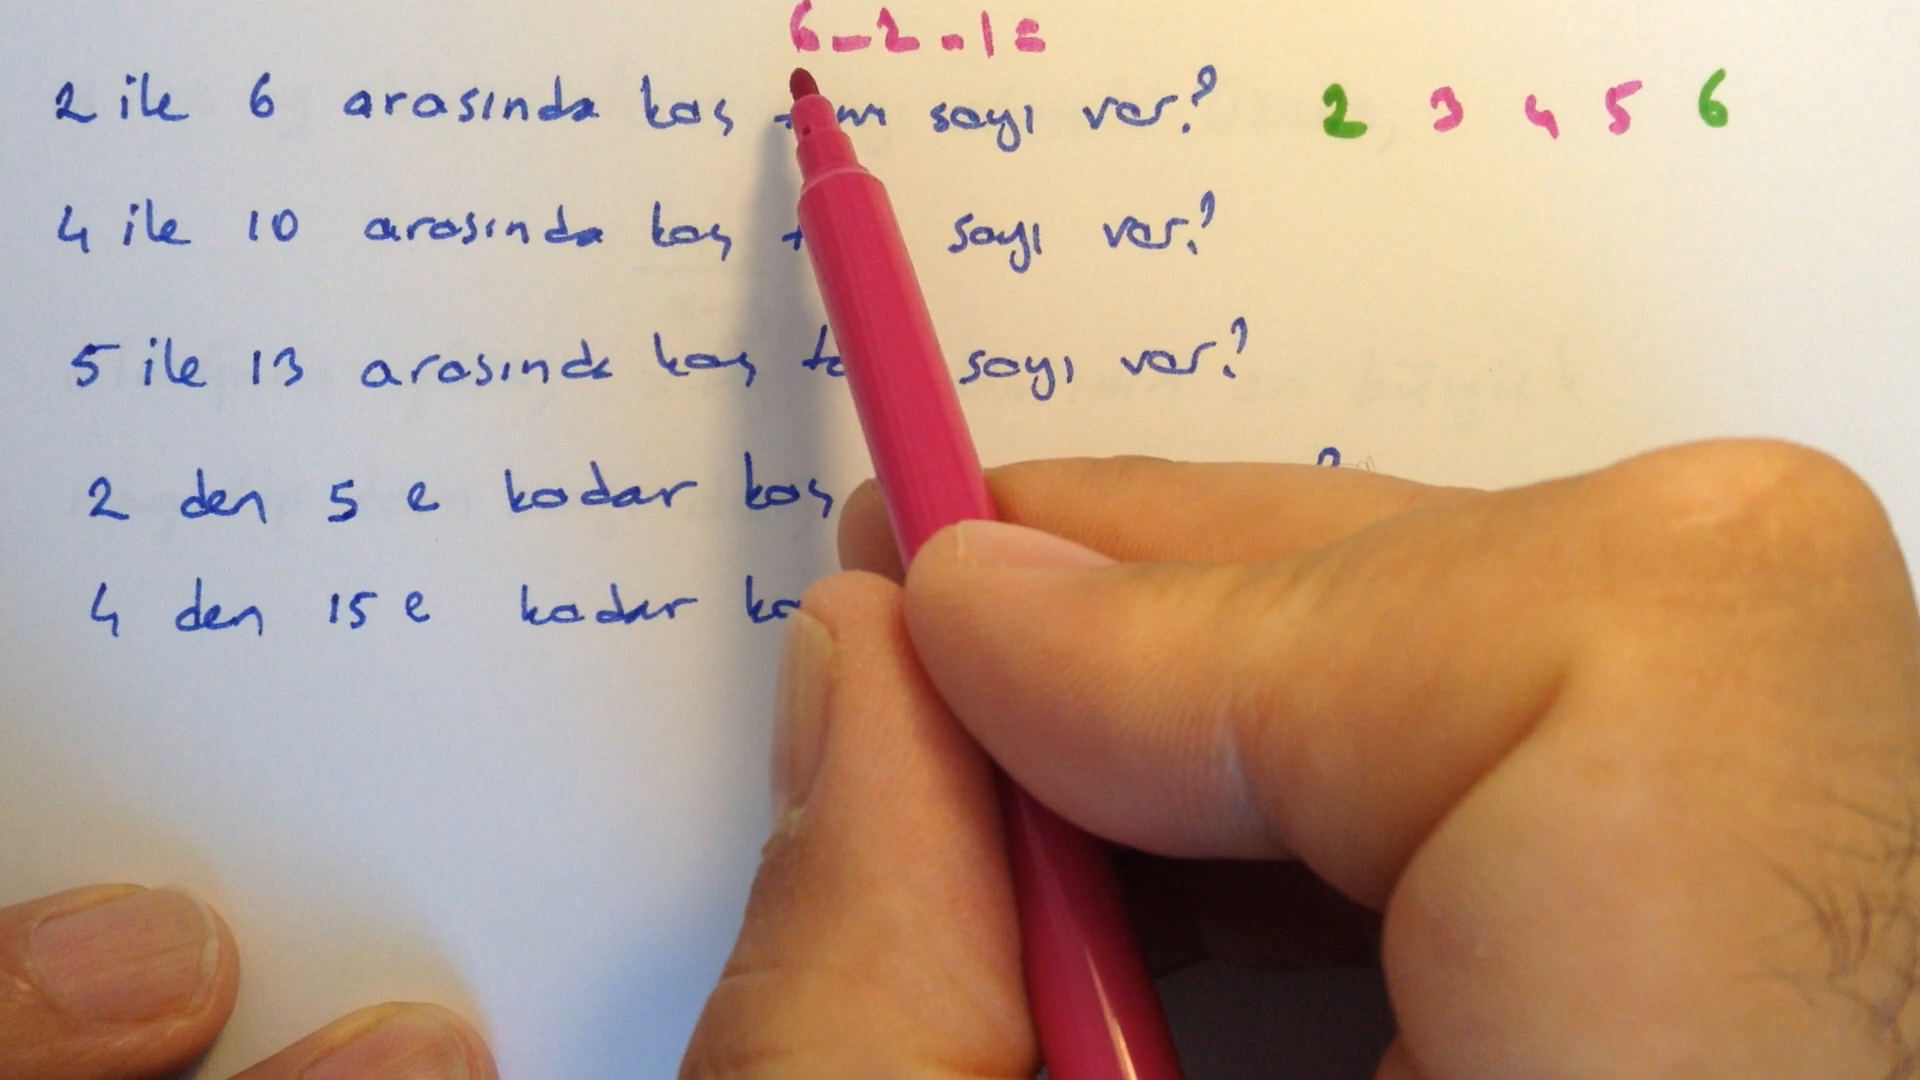 6-2-1=
2 ile 6 arasında kaç sayı var? 2 3 4 5 6
4 ile 10 arasında kaç sayı var?
5 ile 13 arasında kaç sayı var?
2 den 5 e kadar kaç
4 den 15 e kadar